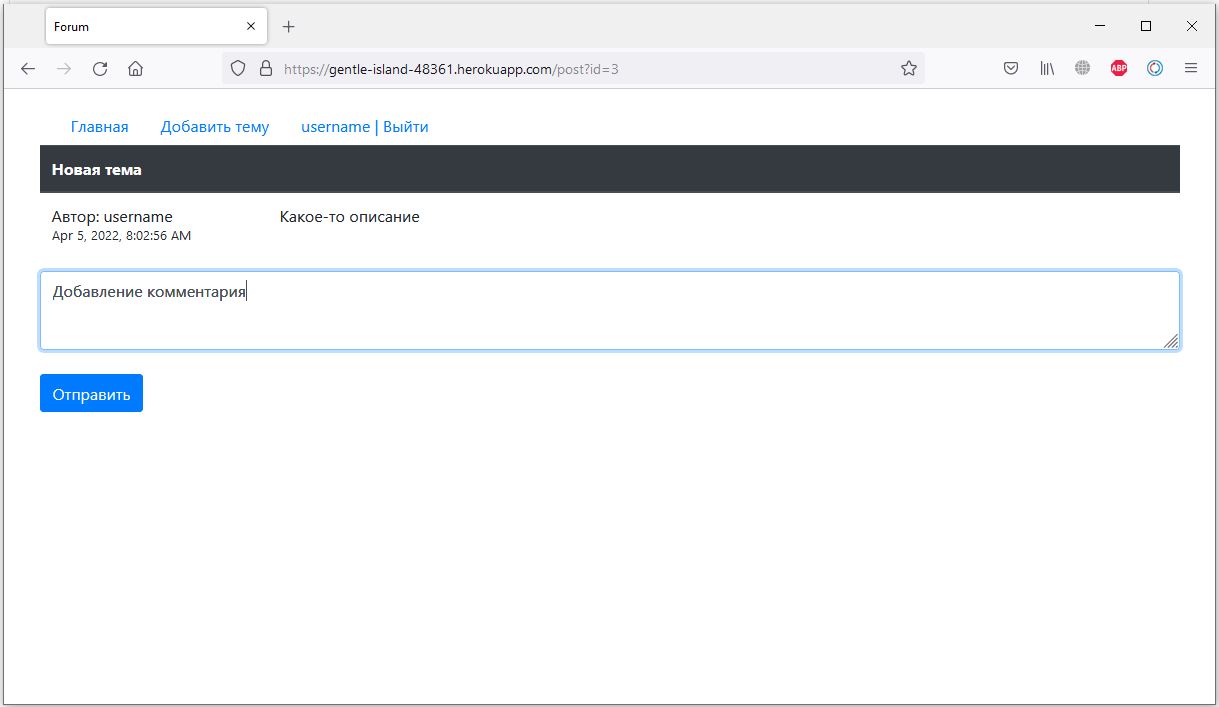 Forum
https://gentle-island-48361.herokuapp.com/post?id=3
ABP
Главная Добавить тему username | Выйти
Новая тема
Автор: username Какое-то описание
Apr 5, 2022, 8:02:56 AM
Добавление комментария
Отправить